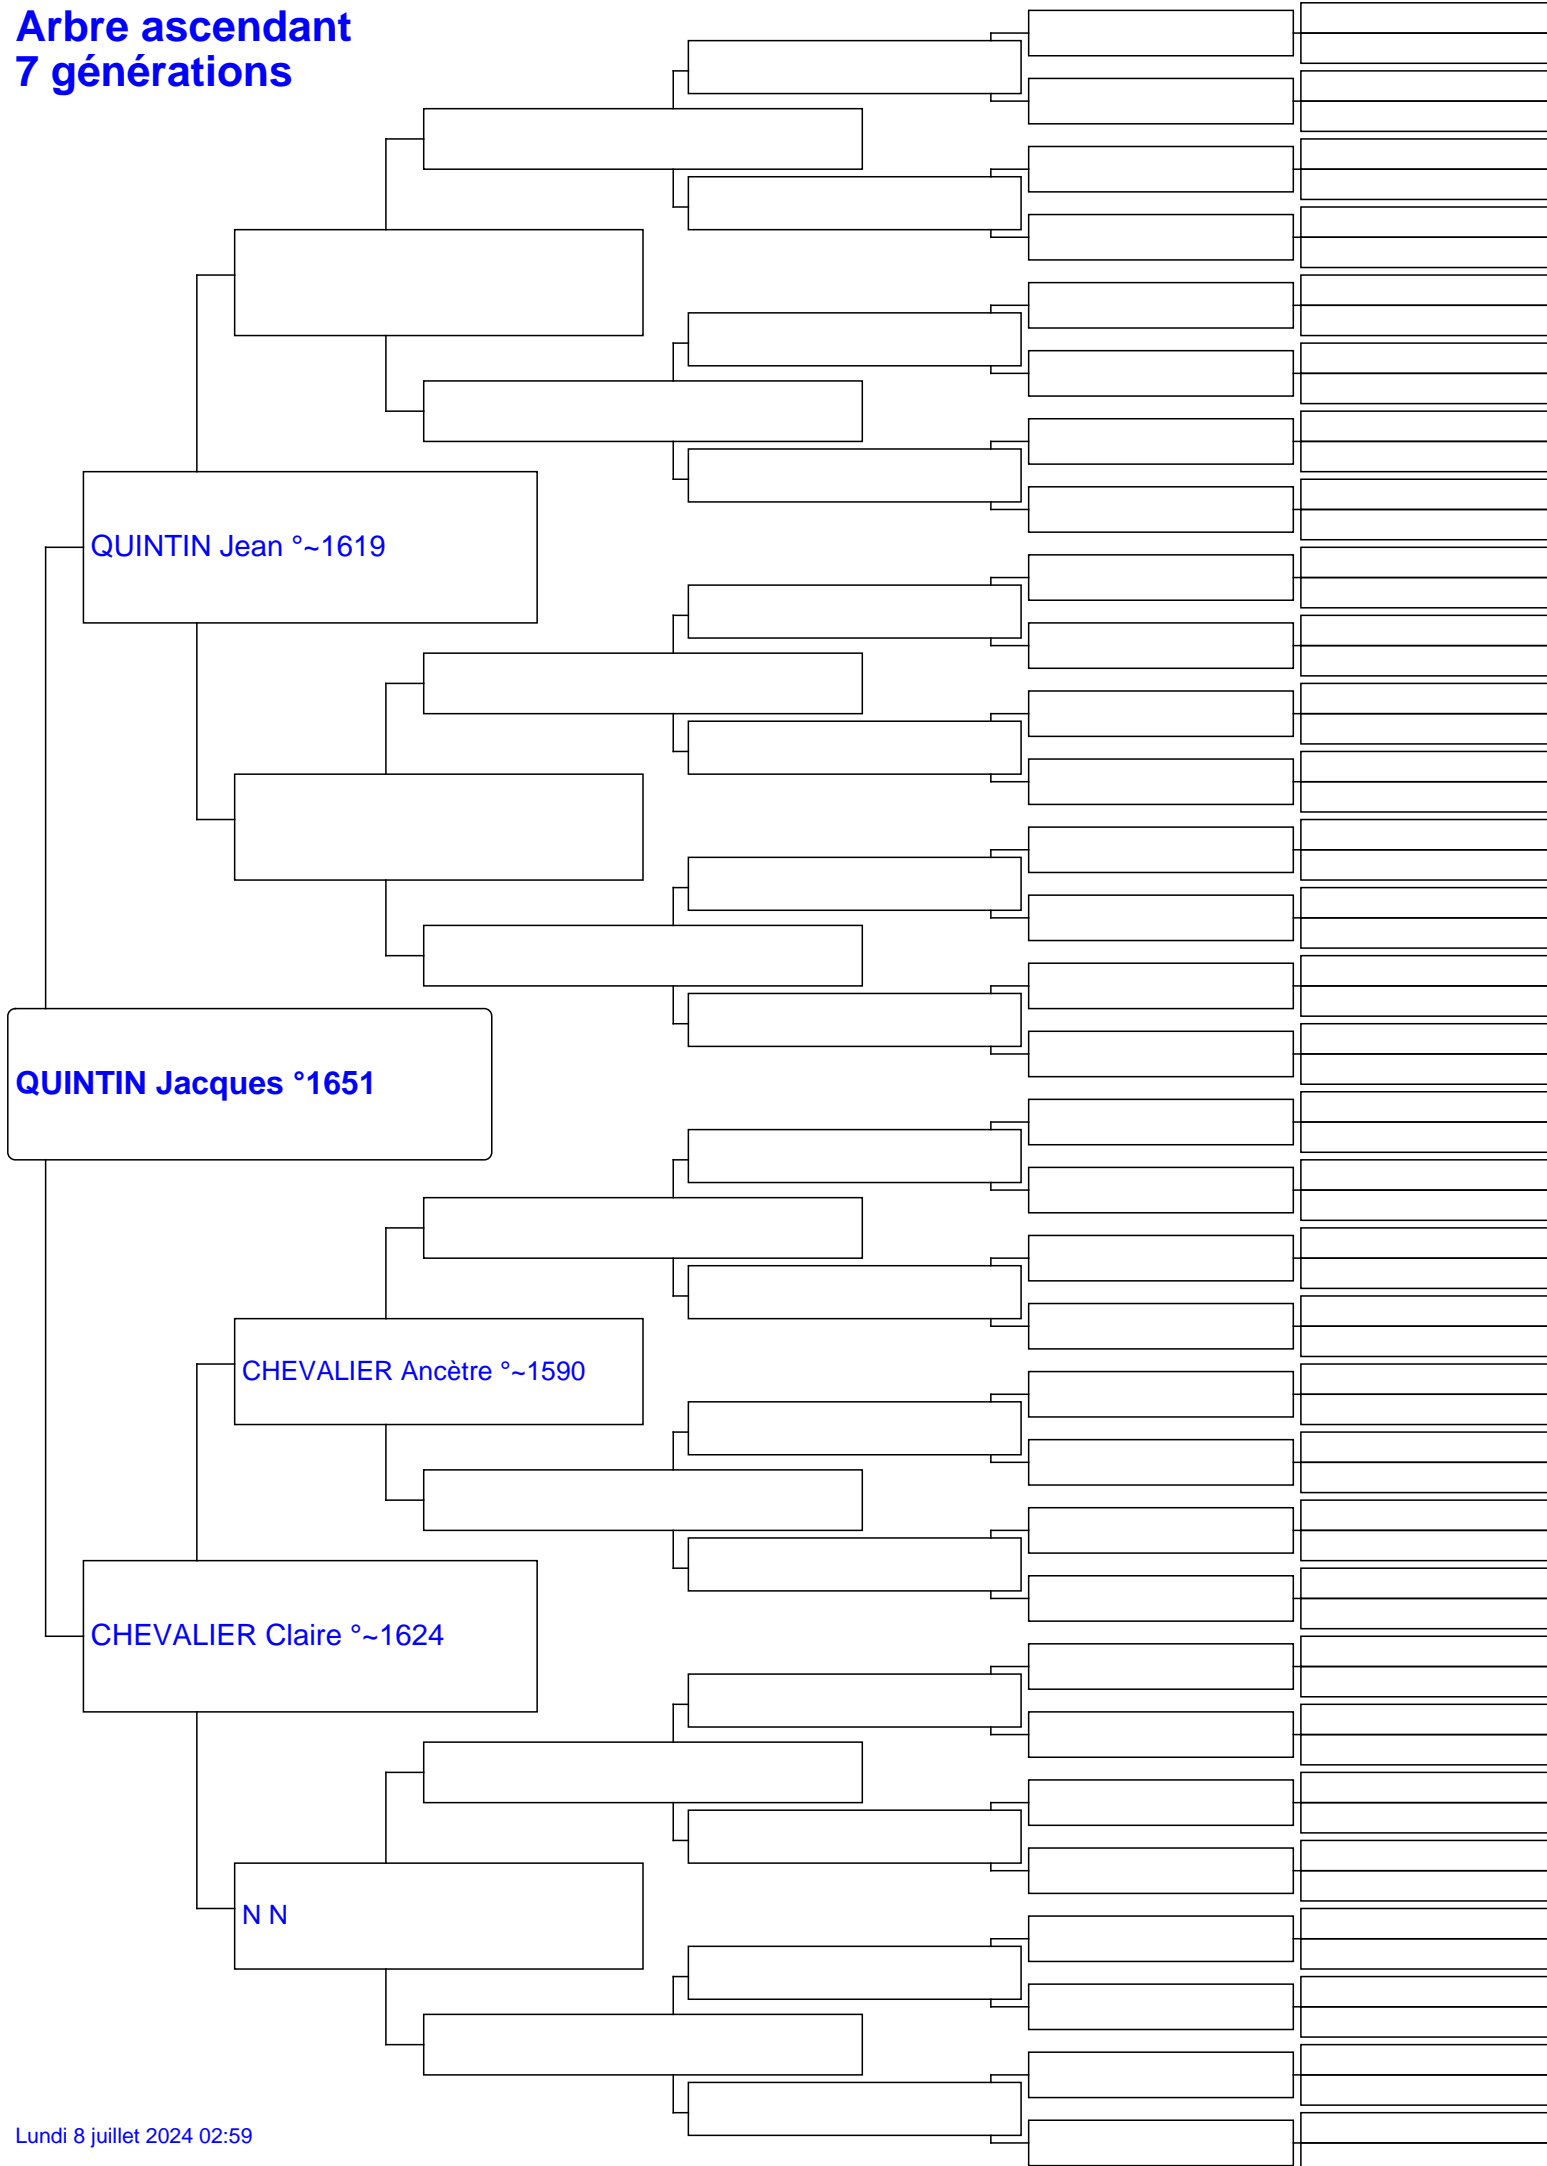 Arbre ascendant
7 générations
QUINTIN Jean °~1619
QUINTIN Jacques °1651
CHEVALIER Ancètre °~1590
CHEVALIER Claire °~1624
N N
Lundi 8 juillet 2024 02:59